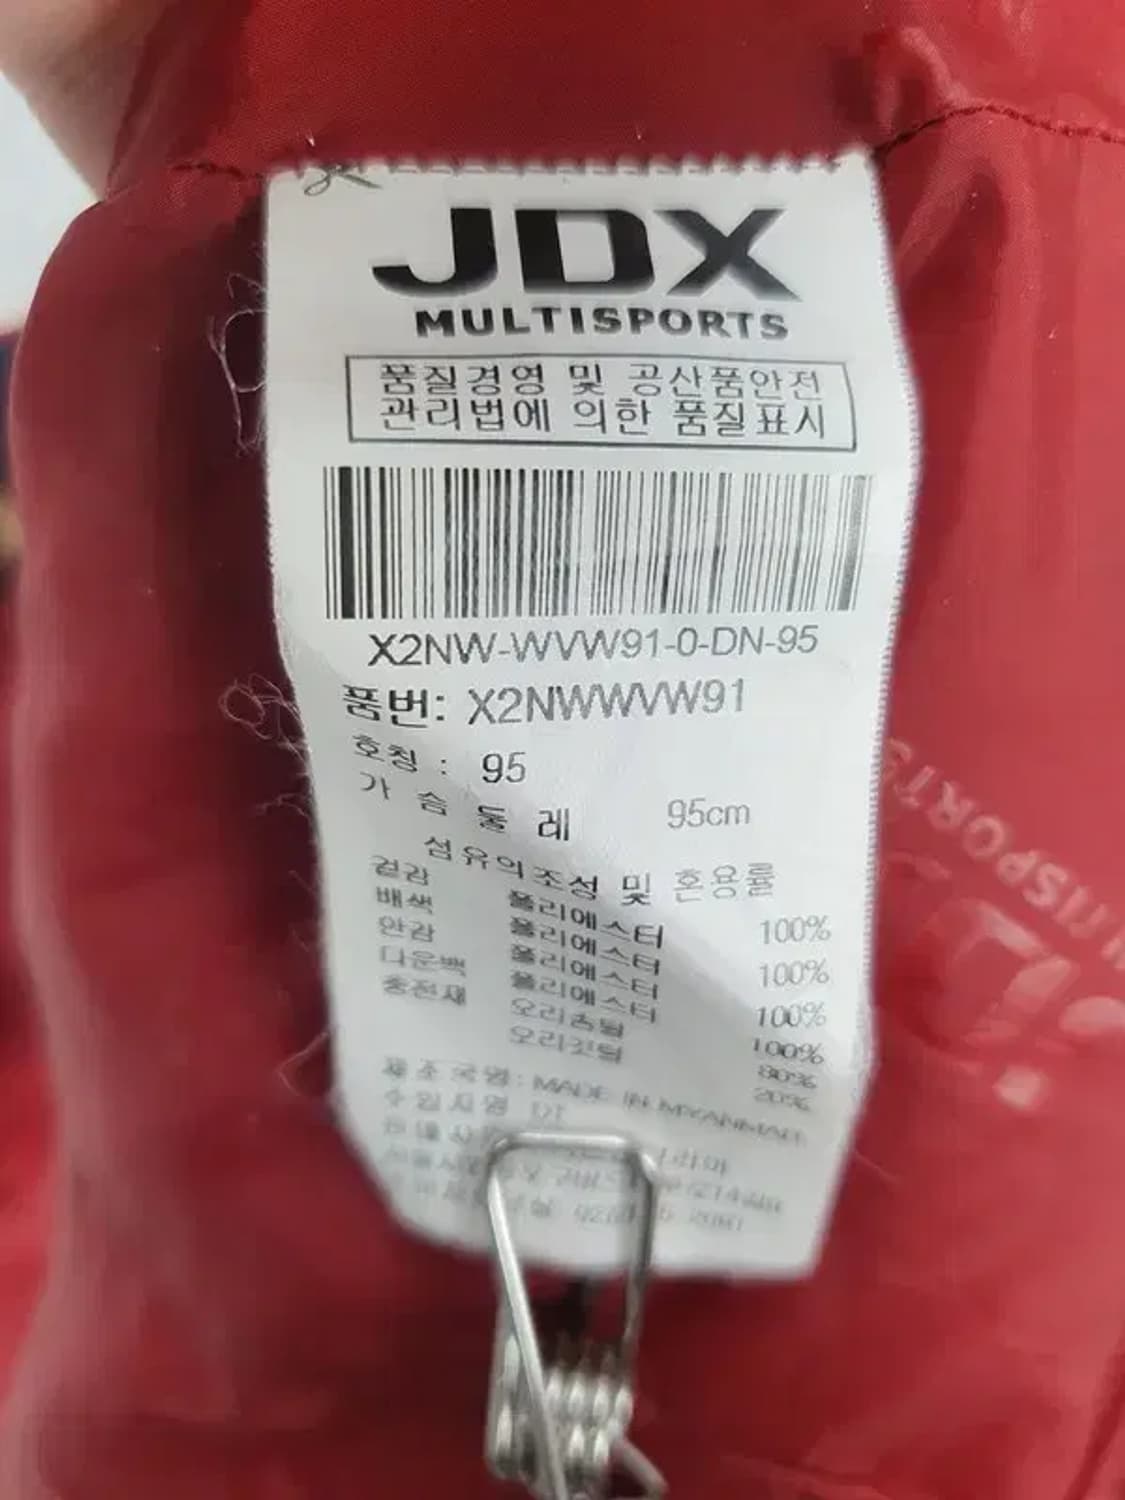 JDX
MULTISPORTS
품질경영 및 공산품안전
관리법에 의한 품질표시
X2NW-WVW91-0-DN-95
품번: X2NWWVW91
호칭 : 95
가 슴 둘 레 95cm
섬유의조성 및 혼용률
겉감 폴리에스터 100%
배색 폴리에스터 100%
안감 폴리에스터 100%
다운백 폴리에스터 100%
충전재 오리솜털 80%
오리깃털 20%
제조국명: MADE IN MYANMAR